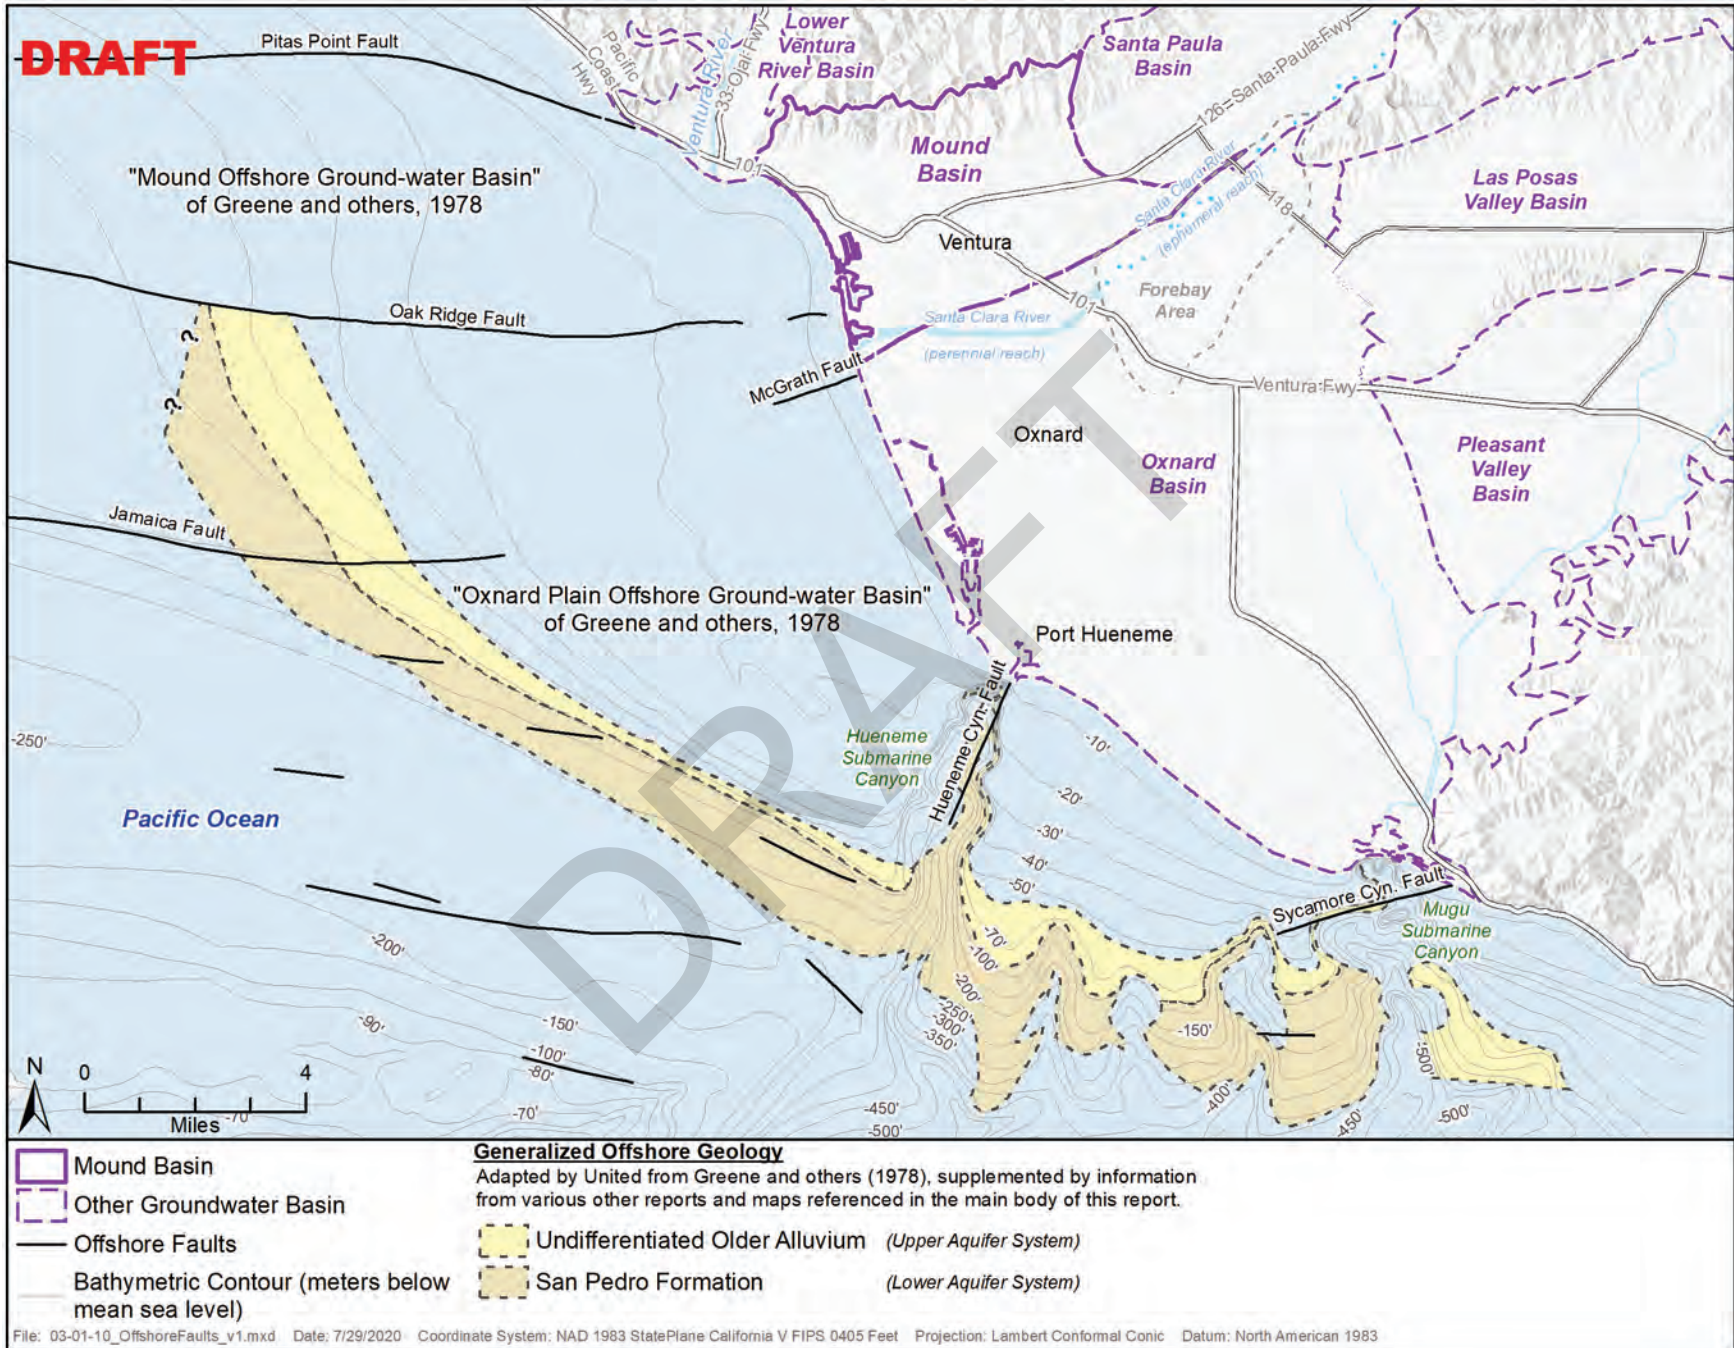 DRAFT
Pitas Point Fault
Pacific
Coast
Hwy
Ventura River
33-Ojai-Fwy
Lower
Ventura
River Basin
Santa Paula
Basin
126-Santa-Paula-Fwy
"Mound Offshore Ground-water Basin"
of Greene and others, 1978
101
Mound
Basin
Santa Clara River
(ephemeral reach)
118
Las Posas
Valley Basin
Ventura
Forebay
Area
101
Oak Ridge Fault
Santa Clara River
(perennial reach)
?
?
McGrath Fault
Ventura-Fwy
Oxnard
Oxnard
Basin
Pleasant
Valley
Basin
Jamaica Fault
"Oxnard Plain Offshore Ground-water Basin"
of Greene and others, 1978
Port Hueneme
DRAFT
Hueneme
Submarine
Canyon
Hueneme Cyn. Fault
-250'
-10'
-20'
-30'
-40'
-50'
Pacific Ocean
Sycamore Cyn. Fault
Mugu
Submarine
Canyon
-70'
-100'
-200'
-250'
-300'
-350'
-200'
-90'
-150'
-100'
-80'
-150'
-500'
-400'
-450'
-500'
-70'
-70'
-450'
-500'
N
0 4
Miles
Mound Basin
Other Groundwater Basin
Offshore Faults
Bathymetric Contour (meters below
mean sea level)
Generalized Offshore Geology
Adapted by United from Greene and others (1978), supplemented by information
from various other reports and maps referenced in the main body of this report.
Undifferentiated Older Alluvium (Upper Aquifer System)
San Pedro Formation (Lower Aquifer System)
File: 03-01-10_OffshoreFaults_v1.mxd Date: 7/29/2020 Coordinate System: NAD 1983 StatePlane California V FIPS 0405 Feet Projection: Lambert Conformal Conic Datum: North American 1983